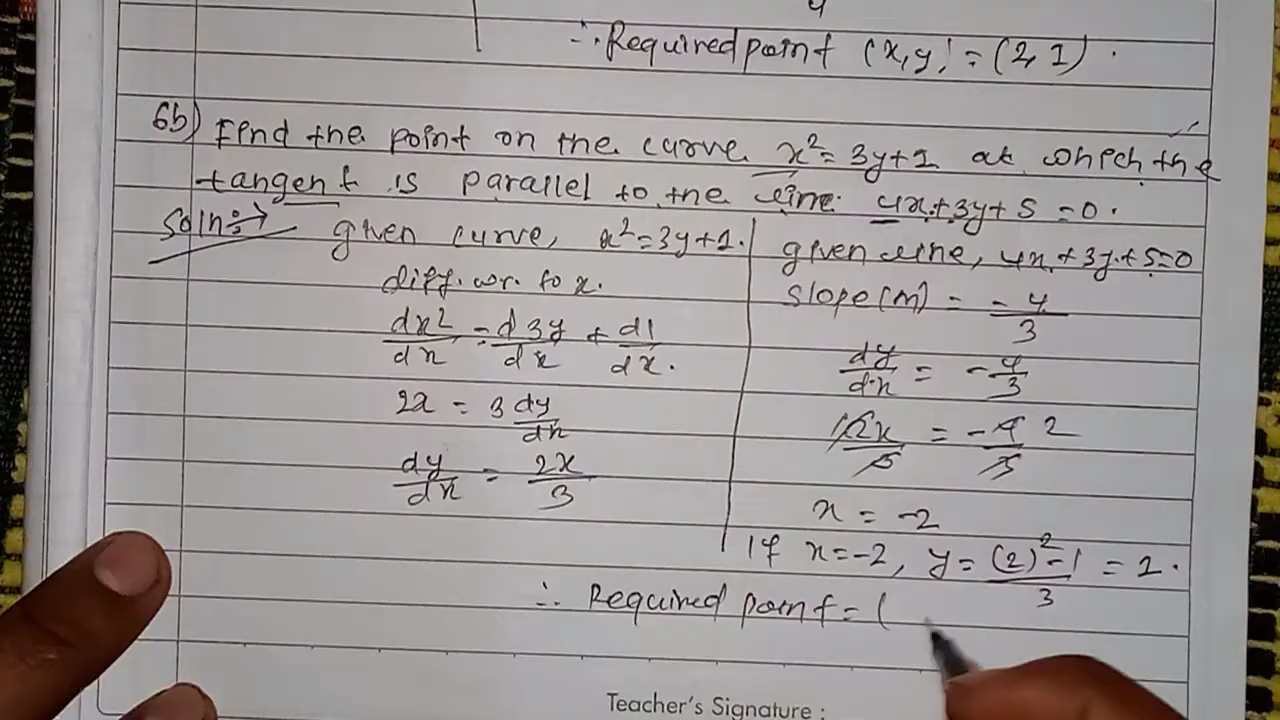 ∴ Required point (x, y) = (2, 1).
6b) Find the point on the curve x² = 3y+1 at which the
tangent is parallel to the line 4x+3y+5=0.
Soln:→ given curve, x²=3y+1.
diff. wr. to x.
dx²/dx = d3y/dx + d1/dx.
2x = 3 dy/dx
dy/dx = 2x/3
given line, 4x+3y+5=0
Slope(m) = -4/3
dy/dx = -4/3
2x/3 = -4/3 2
x = -2
If x=-2, y = (2)²-1/3 = 1.
∴ Required point = (
Teacher's Signature :